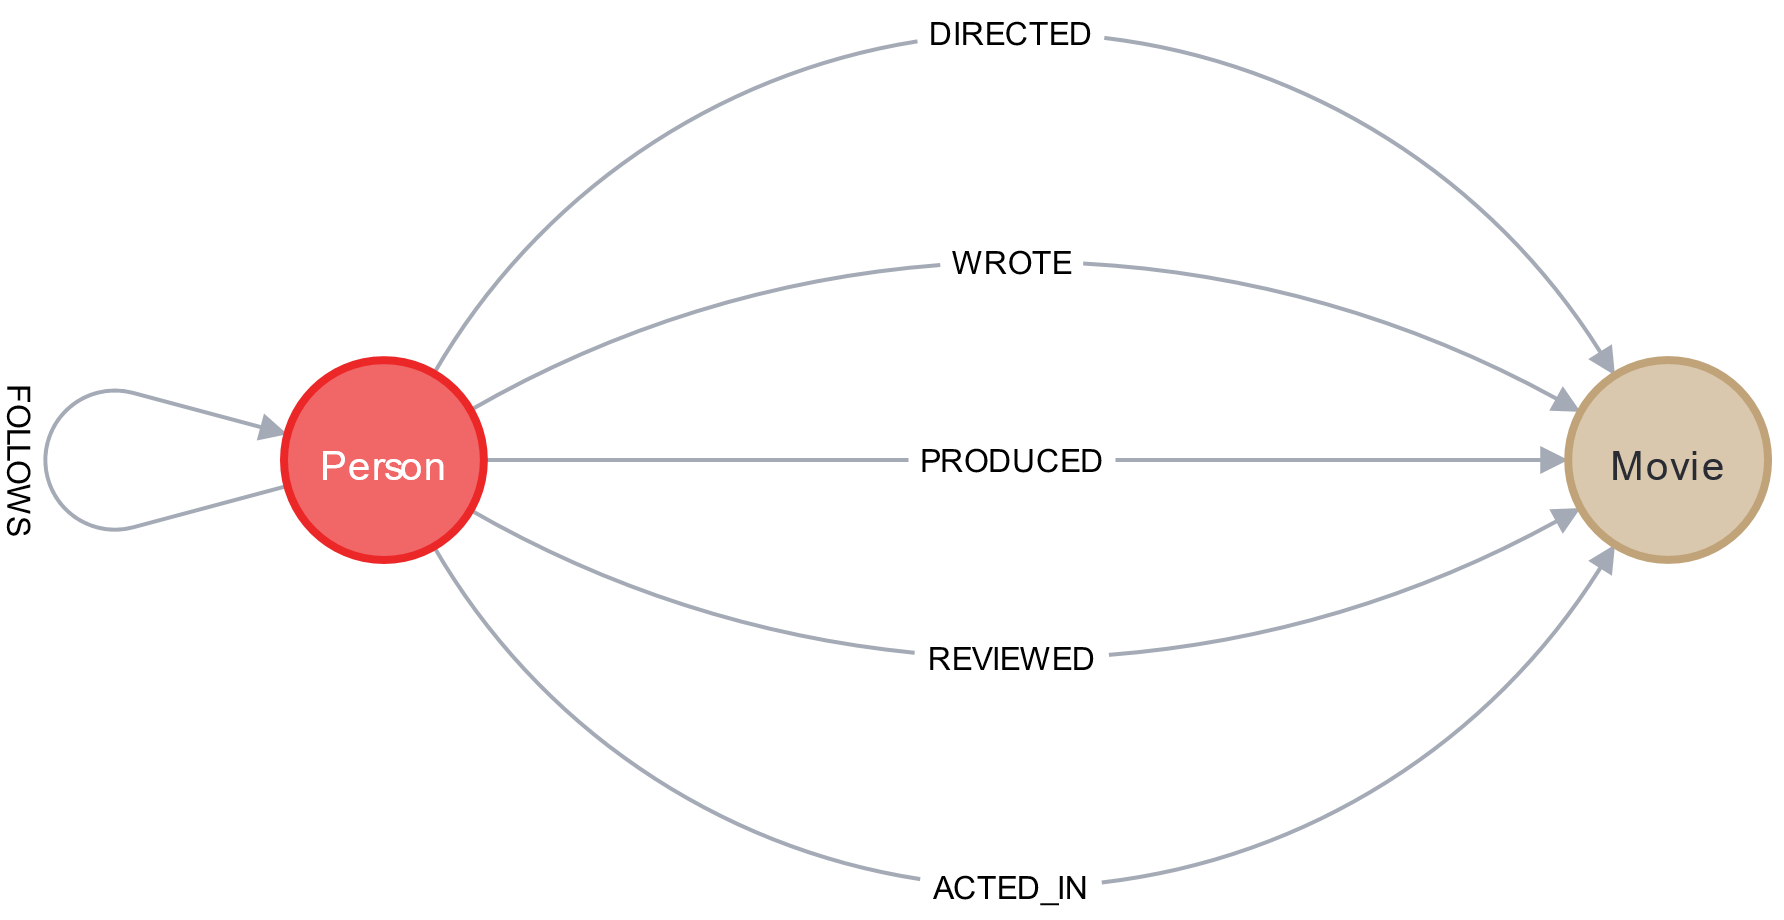 DIRECTED
WROTE
FOLLOWS
Person
PRODUCED
Movie
REVIEWED
ACTED_IN